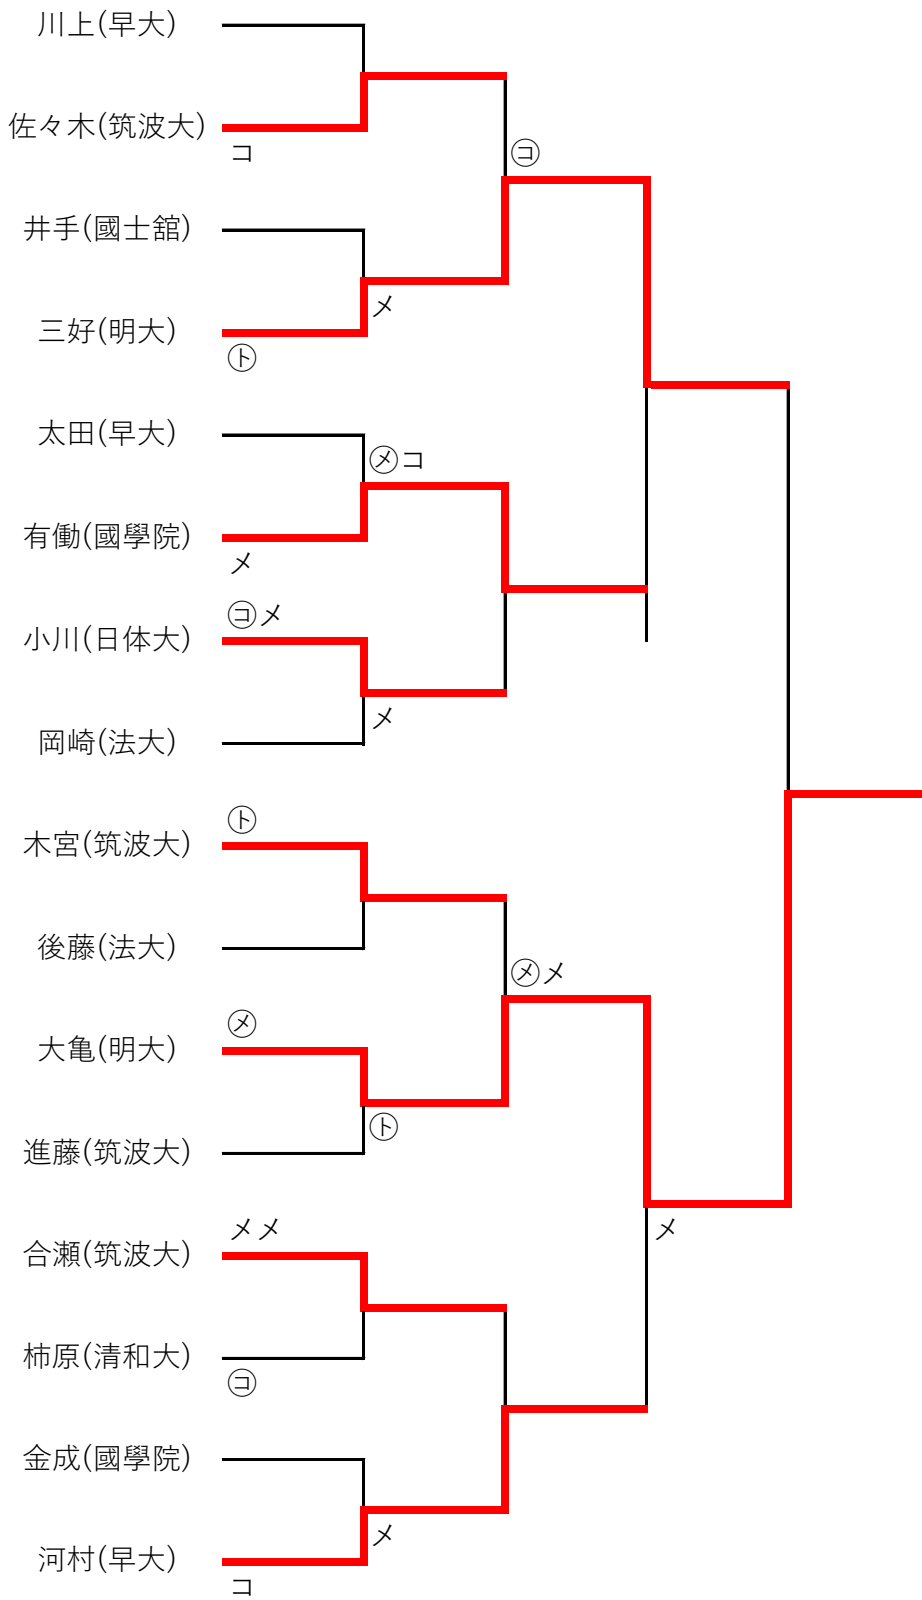 川上(早大)
佐々木(筑波大)
コ
㋙
井手(國士舘)
メ
三好(明大)
㋣
太田(早大)
㋱コ
有働(國學院)
メ
㋙メ
小川(日体大)
メ
岡崎(法大)
㋣
木宮(筑波大)
後藤(法大)
㋱メ
㋱
大亀(明大)
㋣
進藤(筑波大)
メメ
メ
合瀬(筑波大)
柿原(清和大)
㋙
金成(國學院)
メ
河村(早大)
コ